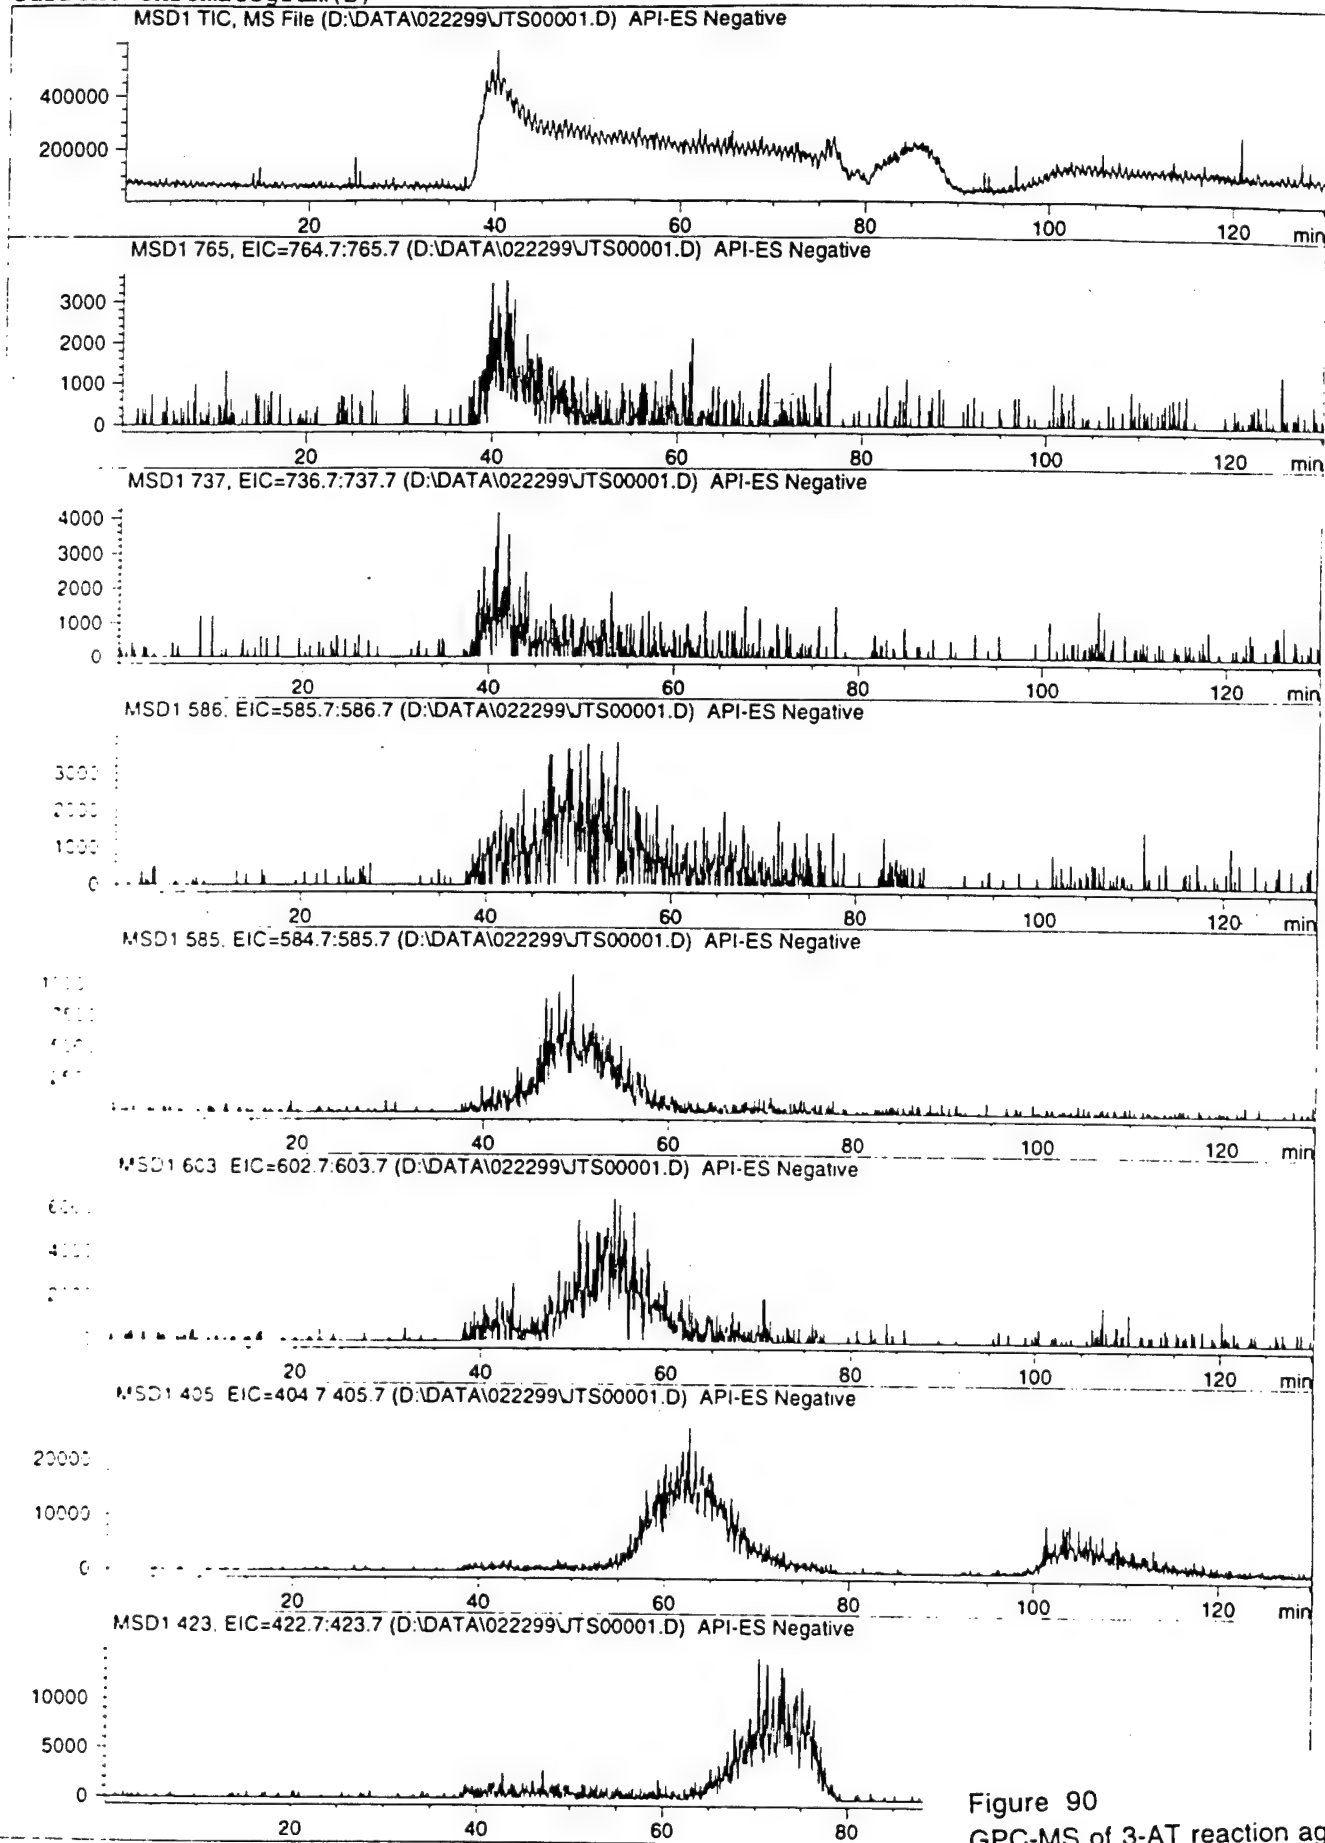 MSD1 TIC, MS File (D:\DATA\022299\JTS00001.D) API-ES Negative
400000
200000
20 40 60 80 100 120 min
MSD1 765, EIC=764.7:765.7 (D:\DATA\022299\JTS00001.D) API-ES Negative
3000
2000
1000
0
20 40 60 80 100 120 min
MSD1 737, EIC=736.7:737.7 (D:\DATA\022299\JTS00001.D) API-ES Negative
4000
3000
2000
1000
0
20 40 60 80 100 120 min
MSD1 586, EIC=585.7:586.7 (D:\DATA\022299\JTS00001.D) API-ES Negative
3000
1000
0
20 40 60 80 100 120 min
MSD1 585, EIC=584.7:585.7 (D:\DATA\022299\JTS00001.D) API-ES Negative
20 40 60 80 100 120 min
MSD1 603 EIC=602.7:603.7 (D:\DATA\022299\JTS00001.D) API-ES Negative
20 40 60 80 100 120 min
MSD1 405 EIC=404 7 405.7 (D:\DATA\022299\JTS00001.D) API-ES Negative
20000
10000
0
20 40 60 80 100 120 min
MSD1 423, EIC=422.7:423.7 (D:\DATA\022299\JTS00001.D) API-ES Negative
10000
5000
0
20 40 60 80
Figure 90
GPC-MS of 3-AT reaction